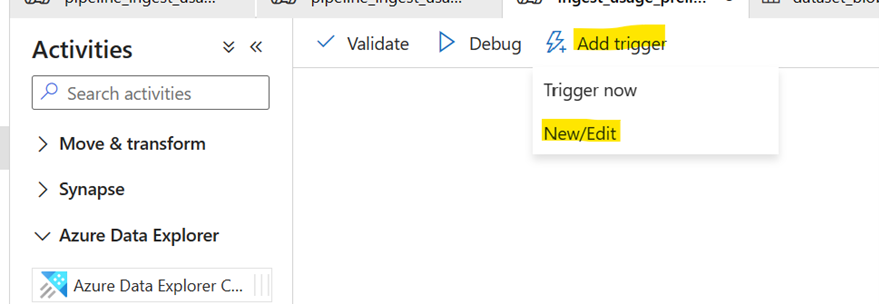 pipeline_ingest_usa...
pipeline_ingest_usa...
ingest_usage_preli...
dataset_blo
Activities
Validate
Debug
Add trigger
Search activities
Trigger now
New/Edit
Move & transform
Synapse
Azure Data Explorer
Azure Data Explorer C...